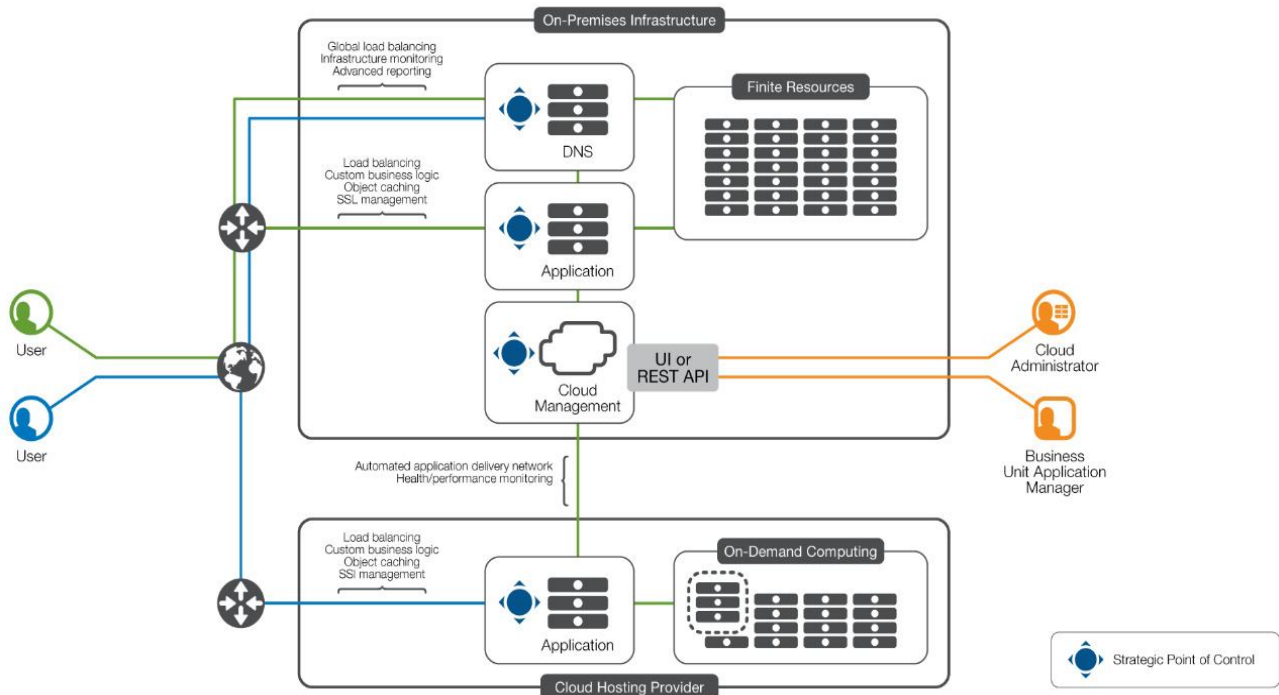 On-Premises Infrastructure
Global load balancing
Infrastructure monitoring
Advanced reporting
DNS
Finite Resources
Load balancing
Custom business logic
Object caching
SSL management
Application
User
User
Cloud
Management
UI or
REST API
Cloud
Administrator
Business
Unit Application
Manager
Automated application delivery network
Health/performance monitoring
Load balancing
Custom business logic
Object caching
SSl management
Application
On-Demand Computing
Cloud Hosting Provider
Strategic Point of Control